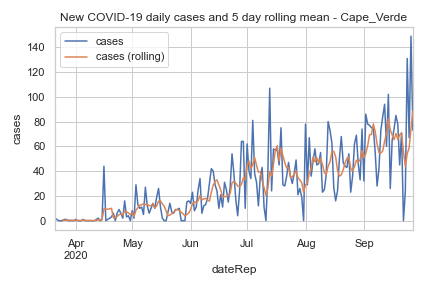 New COVID-19 daily cases and 5 day rolling mean - Cape_Verde
cases
cases (rolling)
140
120
100
80
60
40
20
0
cases
Apr
2020
May
Jun
Jul
Aug
Sep
dateRep